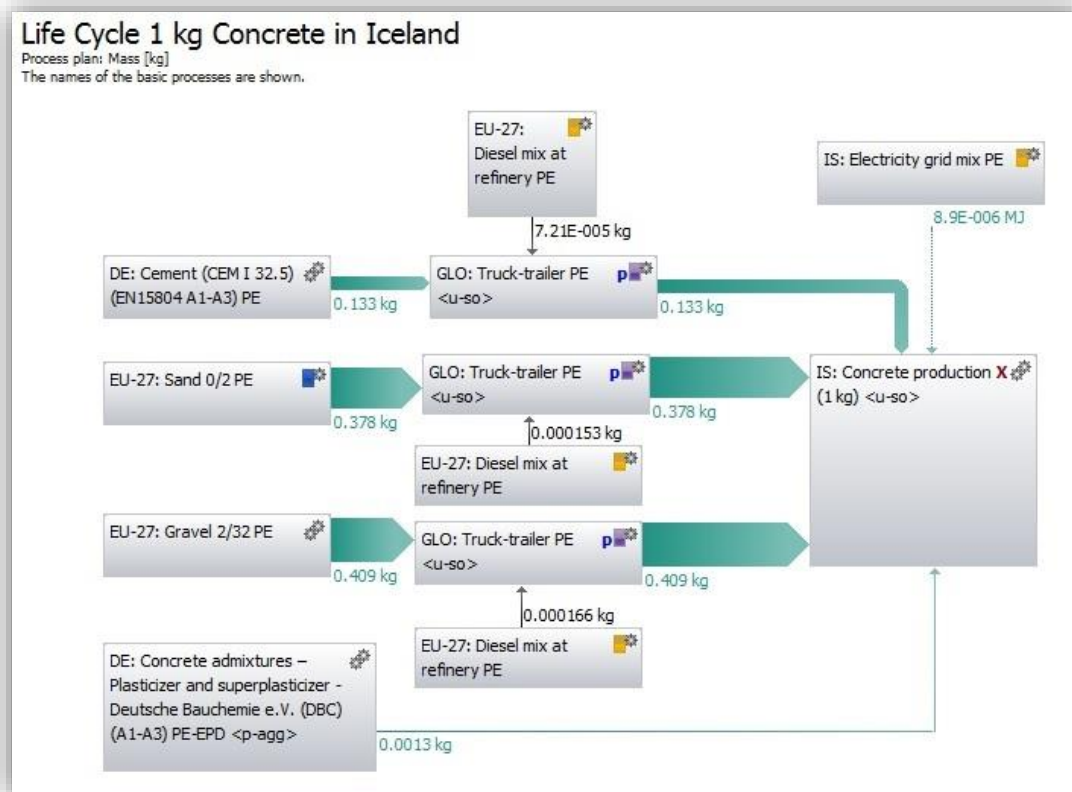 Life Cycle 1 kg Concrete in Iceland
Process plan: Mass [kg]
The names of the basic processes are shown.
EU-27:
Diesel mix at
refinery PE
IS: Electricity grid mix PE
7.21E-005 kg
8.9E-006 MJ
DE: Cement (CEM I 32.5)
(EN15804 A1-A3) PE
0.133 kg
GLO: Truck-trailer PE
<u-so>
p
0.133 kg
EU-27: Sand 0/2 PE
0.378 kg
GLO: Truck-trailer PE
<u-so>
p
0.378 kg
IS: Concrete production X
(1 kg) <u-so>
0.000153 kg
EU-27: Diesel mix at
refinery PE
EU-27: Gravel 2/32 PE
0.409 kg
GLO: Truck-trailer PE
<u-so>
p
0.409 kg
0.000166 kg
EU-27: Diesel mix at
refinery PE
DE: Concrete admixtures –
Plasticizer and superplasticizer -
Deutsche Bauchemie e.V. (DBC)
(A1-A3) PE-EPD <p-agg>
0.0013 kg